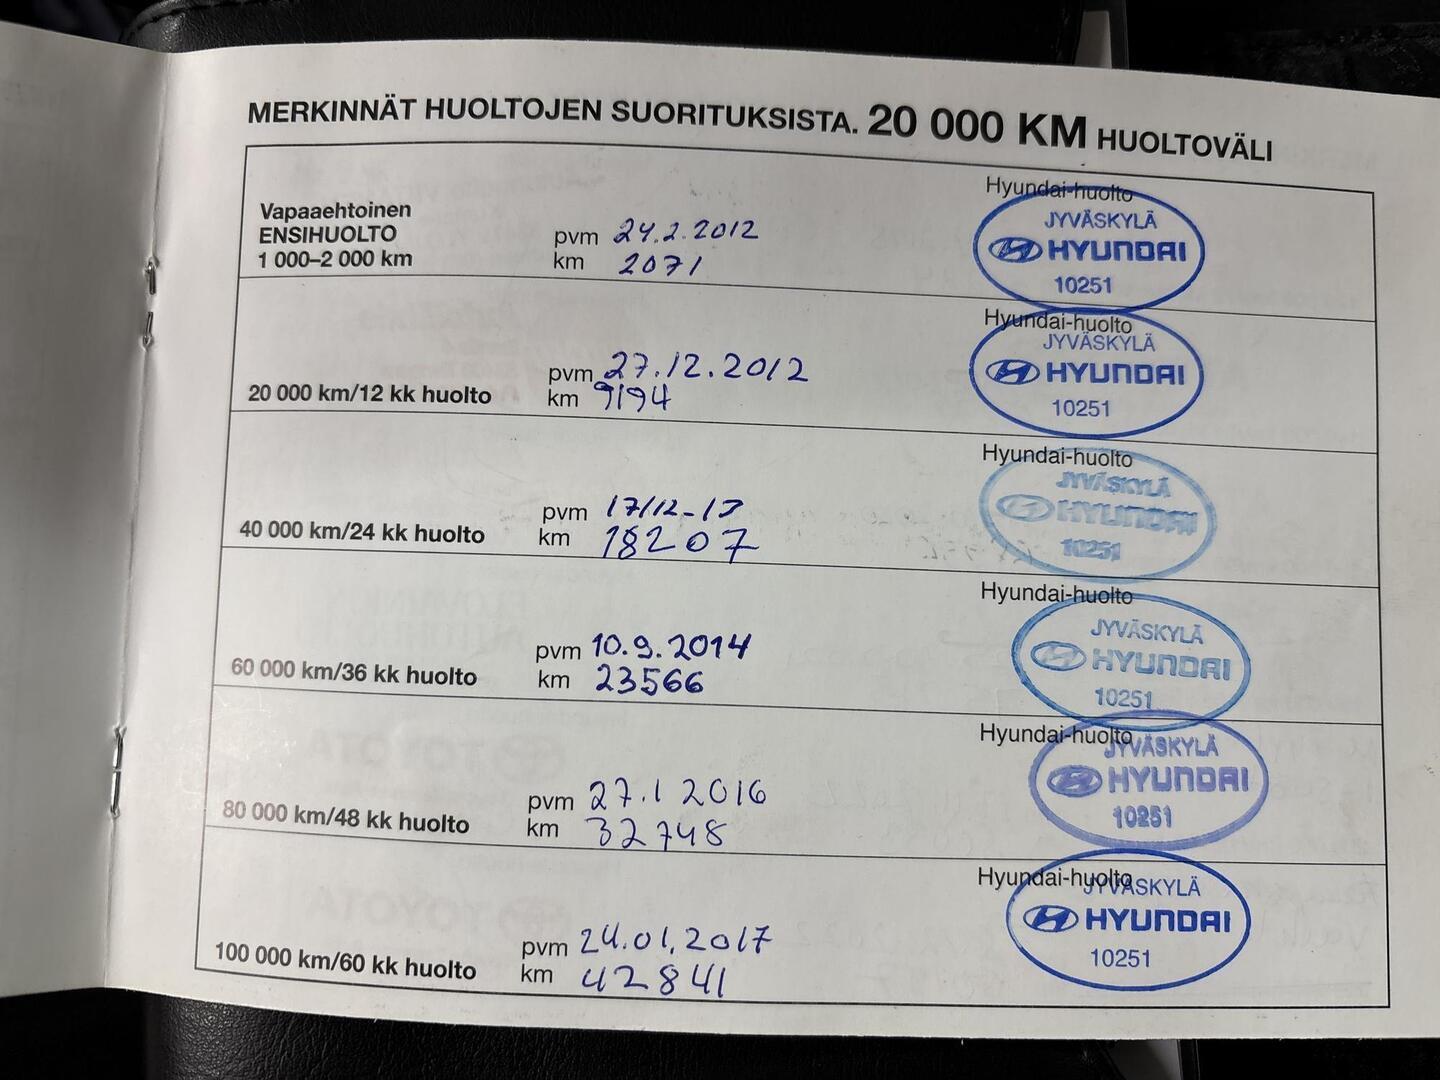 MERKINNÄT HUOLTOJEN SUORITUKSISTA. 20 000 KM HUOLTOVÄLI
Vapaaehtoinen
ENSIHUOLTO
1 000–2 000 km
pvm 24.2.2012
km 2071
Hyundai-huolto
JYVÄSKYLÄ
HYUNDAI
10251
20 000 km/12 kk huolto
pvm 27.12.2012
km 9194
Hyundai-huolto
JYVÄSKYLÄ
HYUNDAI
10251
40 000 km/24 kk huolto
pvm 17/12-13
km 18207
Hyundai-huolto
JYVÄSKYLÄ
HYUNDAI
10251
60 000 km/36 kk huolto
pvm 10.9.2014
km 23566
Hyundai-huolto
JYVÄSKYLÄ
HYUNDAI
10251
80 000 km/48 kk huolto
pvm 27.1 2016
km 32748
Hyundai-huolto
JYVÄSKYLÄ
HYUNDAI
10251
100 000 km/60 kk huolto
pvm 24.01.2017
km 42841
Hyundai-huolto
JYVÄSKYLÄ
HYUNDAI
10251